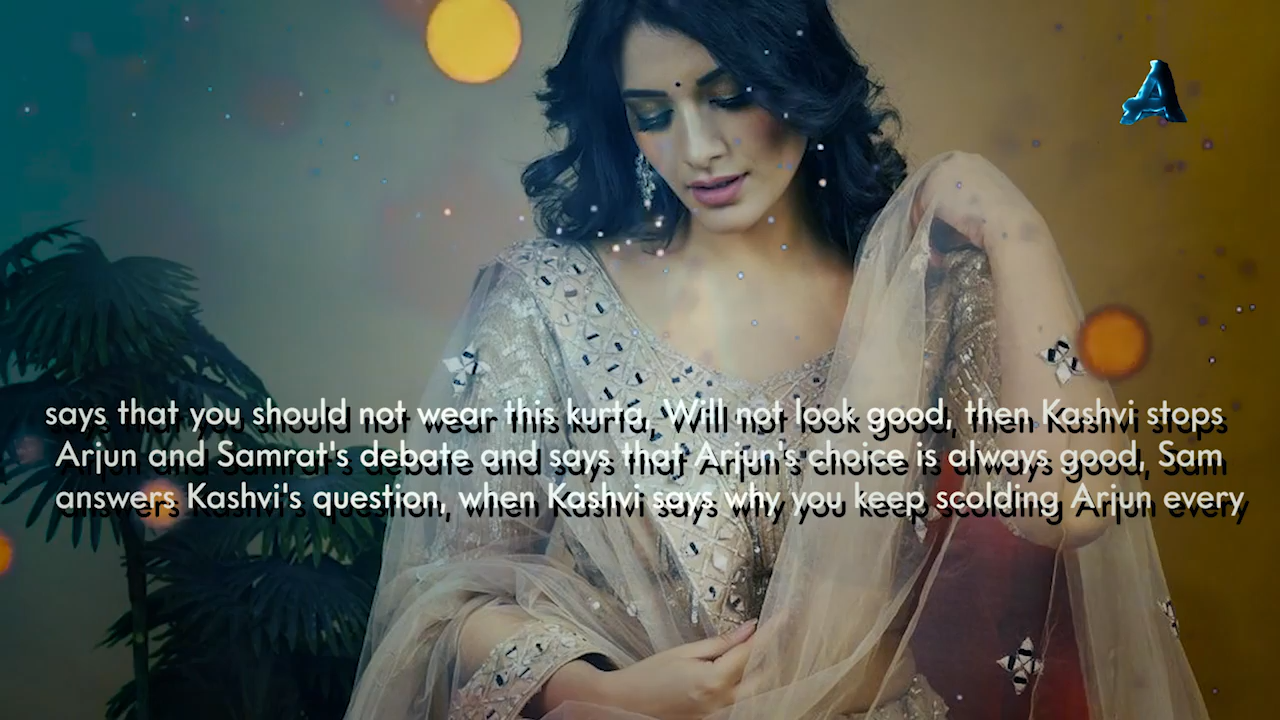 A
says that you should not wear this kurta, Will not look good, then Kashvi stops
Arjun and Samrat's debate and says that Arjun's choice is always good, Sam
answers Kashvi's question, when Kashvi says why you keep scolding Arjun every